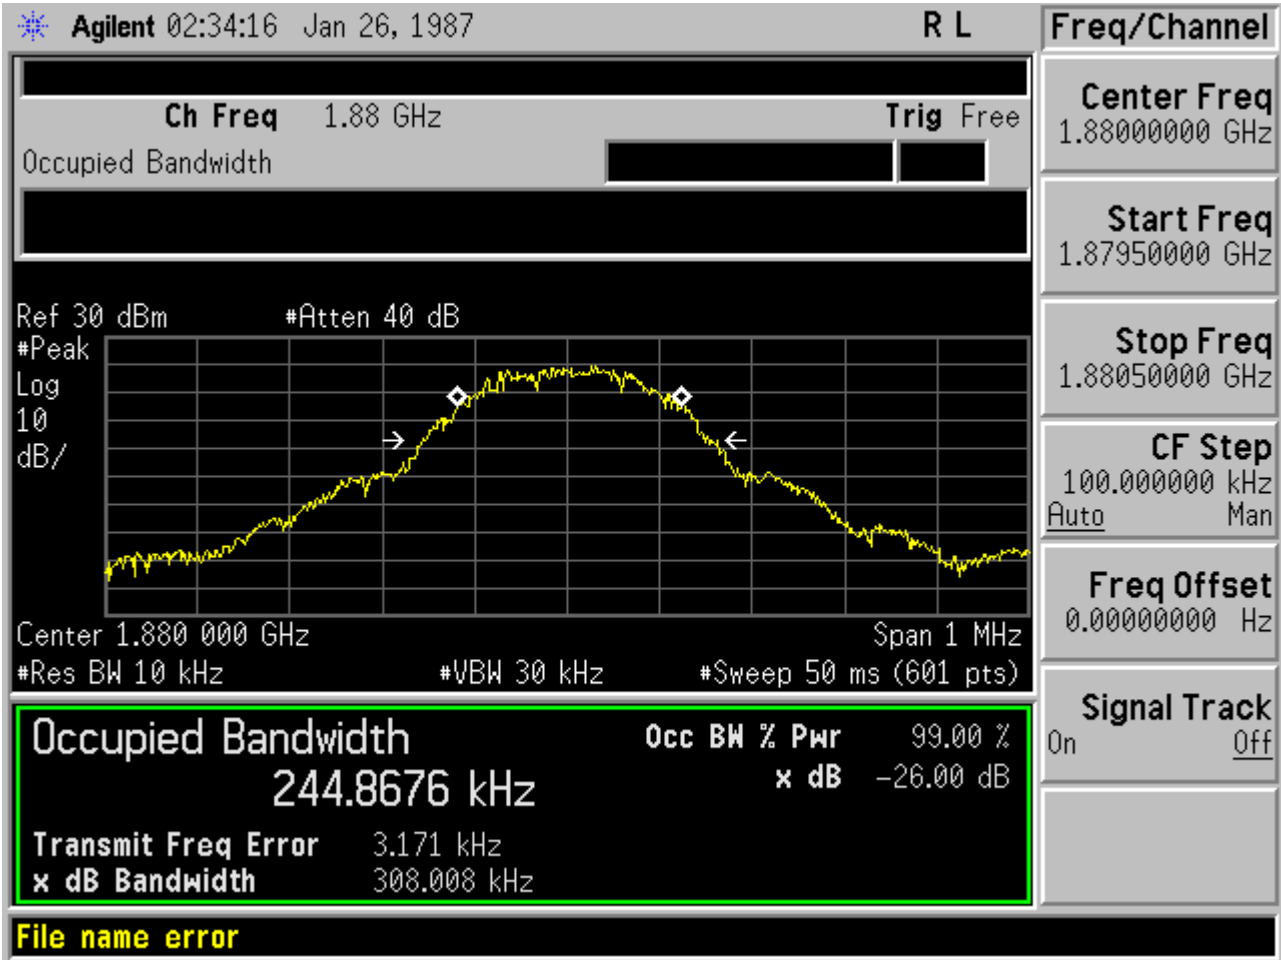 Agilent 02:34:16 Jan 26, 1987 R L
Freq/Channel
Ch Freq 1.88 GHz Trig Free
Occupied Bandwidth
Center Freq
1.88000000 GHz
Start Freq
1.87950000 GHz
Stop Freq
1.88050000 GHz
CF Step
100.000000 kHz
Auto Man
Freq Offset
0.00000000 Hz
Signal Track
On Off
Ref 30 dBm #Atten 40 dB
#Peak
Log
10
dB/
Center 1.880 000 GHz Span 1 MHz
#Res BW 10 kHz #VBW 30 kHz #Sweep 50 ms (601 pts)
Occupied Bandwidth
244.8676 kHz
Occ BW % Pwr 99.00 %
x dB -26.00 dB
Transmit Freq Error 3.171 kHz
x dB Bandwidth 308.008 kHz
File name error